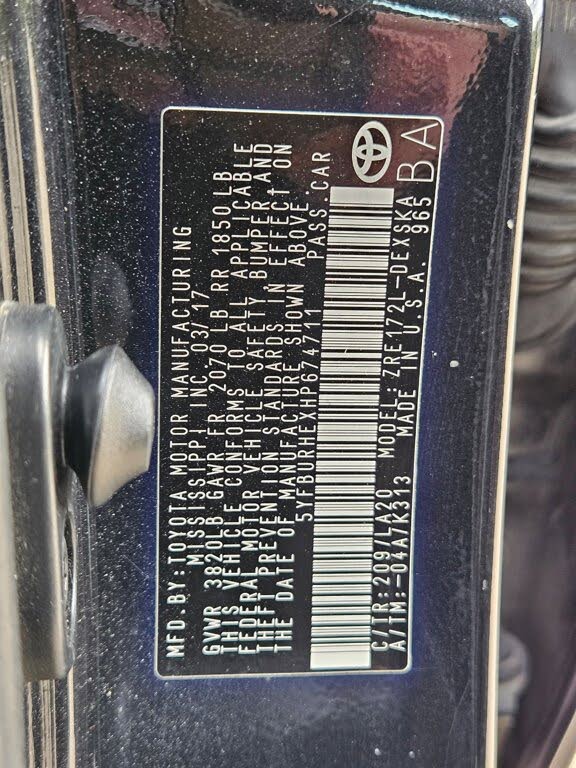 MFD.BY:TOYOTA MOTOR MANUFACTURING
MISSISSIPPI, INC. 03/17
GVWR 3820LB GAWR FR 2070 LB RR 1850 LB
THIS VEHICLE CONFORMS TO ALL APPLICABLE
FEDERAL MOTOR VEHICLE SAFETY, BUMPER, AND
THEFT PREVENTION STANDARDS IN EFFECT ON
THE DATE OF MANUFACTURE SHOWN ABOVE.
5YFBURHEXHP674711 PASS.CAR
C/TR:209/LA20 MODEL:ZRE172L-DEXSKA
A/TM:-04A/K313 MADE IN U.S.A. 965
BA